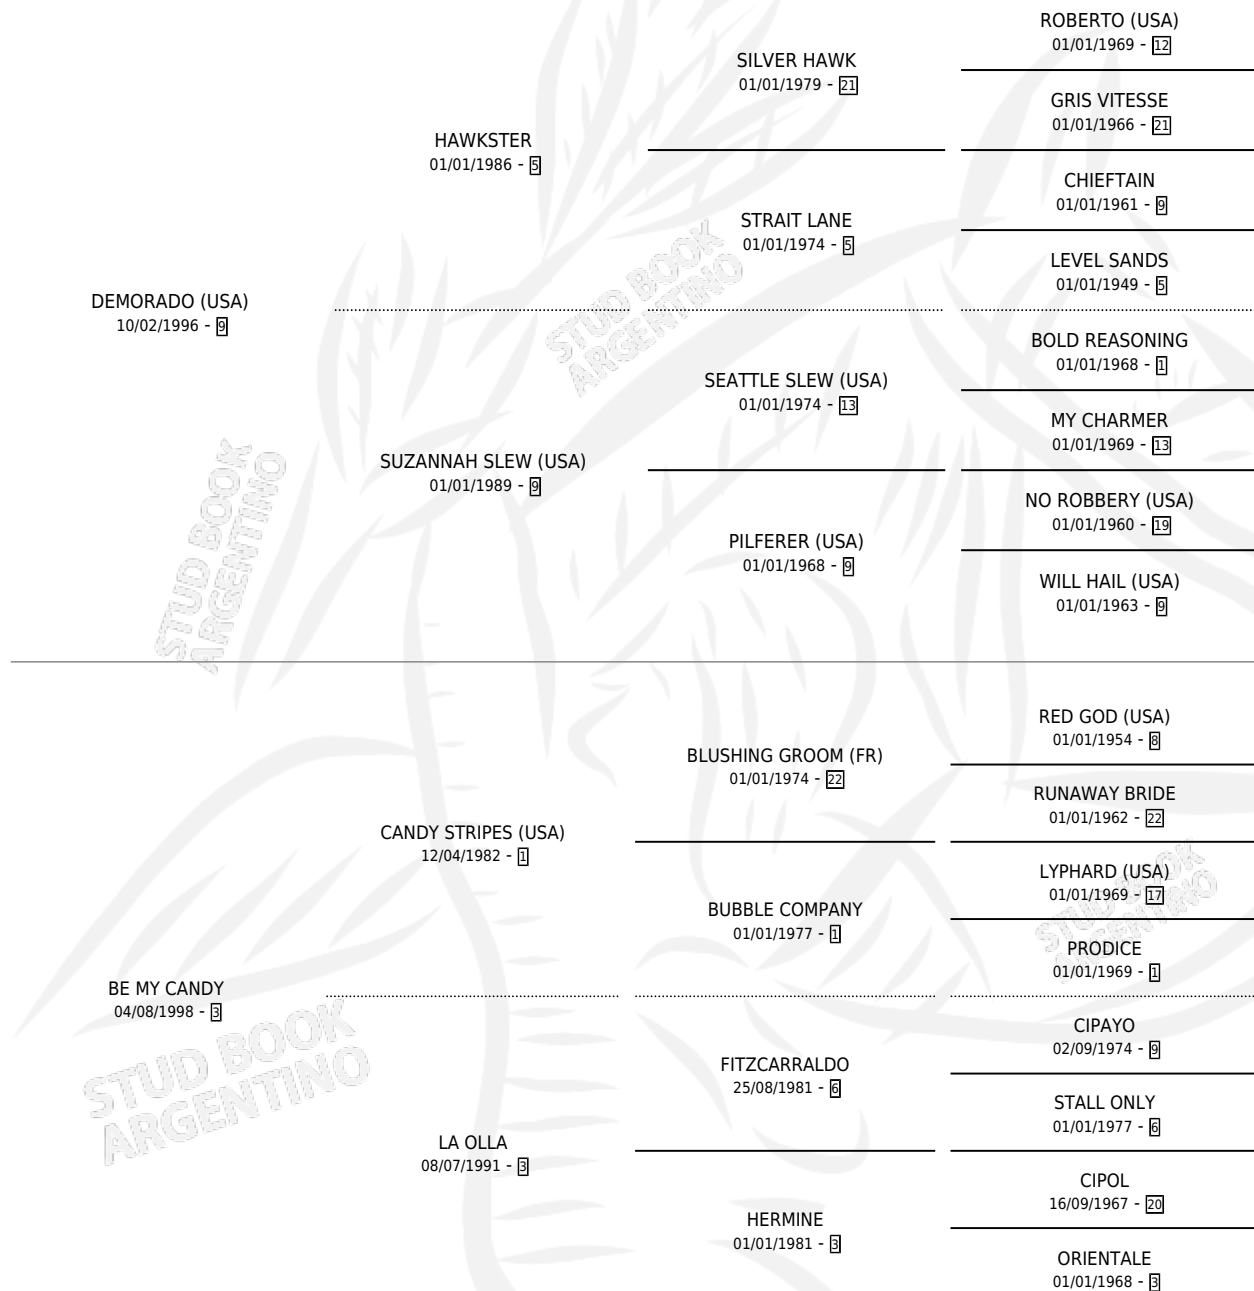 ROBERTO (USA)
01/01/1969 - 12
SILVER HAWK
01/01/1979 - 21
GRIS VITESSE
01/01/1966 - 21
HAWKSTER
01/01/1986 - 5
CHIEFTAIN
01/01/1961 - 9
STRAIT LANE
01/01/1974 - 5
LEVEL SANDS
01/01/1949 - 5
DEMORADO (USA)
10/02/1996 - 9
BOLD REASONING
01/01/1968 - 1
SEATTLE SLEW (USA)
01/01/1974 - 13
MY CHARMER
01/01/1969 - 13
SUZANNAH SLEW (USA)
01/01/1989 - 9
NO ROBBERY (USA)
01/01/1960 - 19
PILFERER (USA)
01/01/1968 - 9
WILL HAIL (USA)
01/01/1963 - 9
RED GOD (USA)
01/01/1954 - 8
BLUSHING GROOM (FR)
01/01/1974 - 22
RUNAWAY BRIDE
01/01/1962 - 22
CANDY STRIPES (USA)
12/04/1982 - 1
LYPHARD (USA)
01/01/1969 - 17
BUBBLE COMPANY
01/01/1977 - 1
PRODICE
01/01/1969 - 1
BE MY CANDY
04/08/1998 - 3
CIPAYO
02/09/1974 - 9
FITZCARRALDO
25/08/1981 - 6
STALL ONLY
01/01/1977 - 6
LA OLLA
08/07/1991 - 3
CIPOL
16/09/1967 - 20
HERMINE
01/01/1981 - 3
ORIENTALE
01/01/1968 - 3
STUD BOOK
ARGENTINO
STUD BOOK
ARGENTINO
STUD BOOK
ARGENTINO
STUD BOOK
ARGENTINO